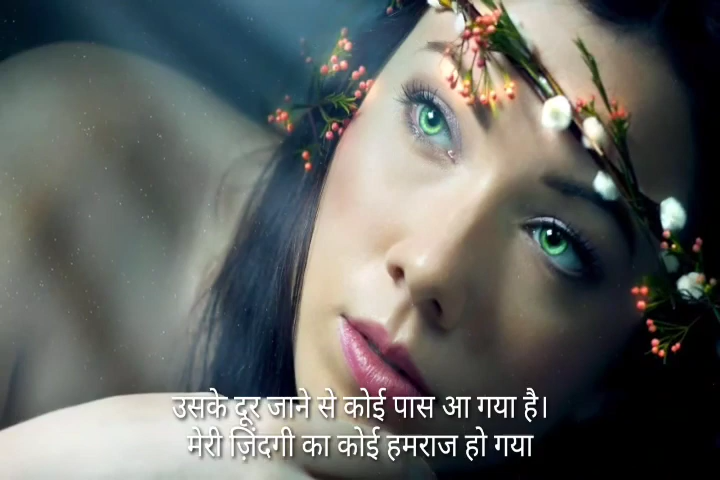 उसके दूर जाने से कोई पास आ गया है।
मेरी ज़िंदगी का कोई हमराज हो गया